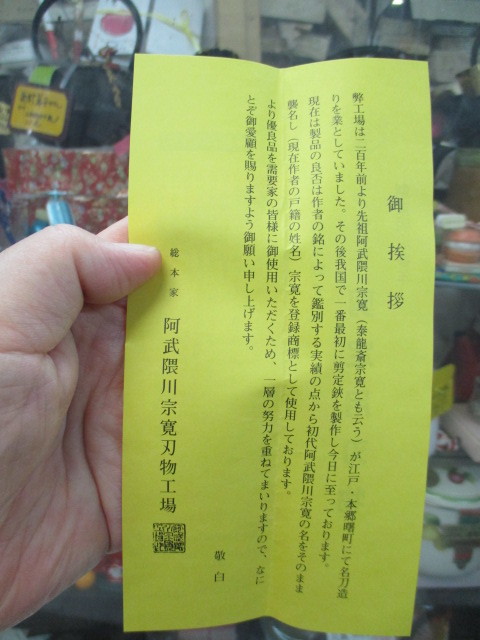 御挨拶
弊工場は二百年前より先祖阿武隈川宗寛（泰龍斎宗寛とも云う）が江戸・本郷曙町にて名刀造
りを業としていました。その後我国で一番最初に剪定鋏を製作し今日に至っております。
現在は製品の良否は作者の銘によって鑑別する実績の点から初代阿武隈川宗寛の名をそのまま
襲名し（現在作者の戸籍の姓名）宗寛を登録商標として使用しております。
より優良品を需要家の皆様に御使用いただくため、一層の努力を重ねてまいりますので、なに
とぞ御愛顧を賜りますよう御願い申し上げます。
敬白
総本家 阿武隈川宗寛刃物工場